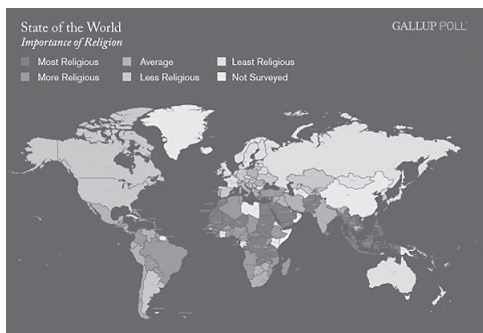 State of the World
Importance of Religion
GALLUP POLL
Most Religious
Average
Least Religious
More Religious
Less Religious
Not Surveyed